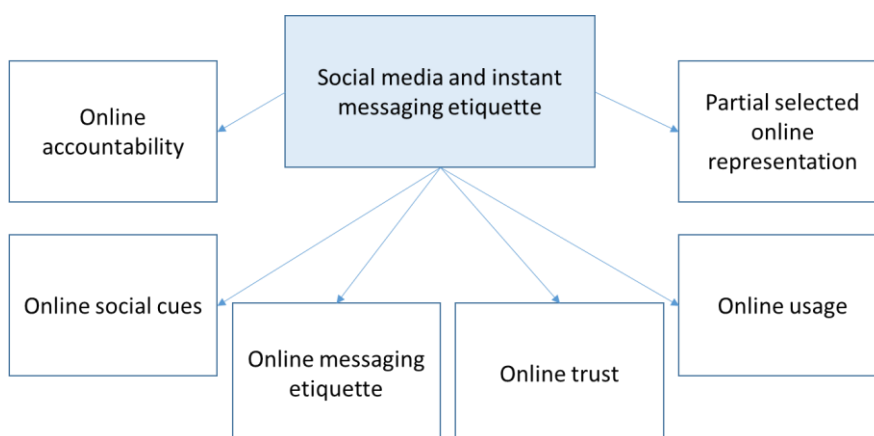 Social media and instant
messaging etiquette
Online
accountability
Partial selected
online
representation
Online social cues
Online messaging
etiquette
Online trust
Online usage